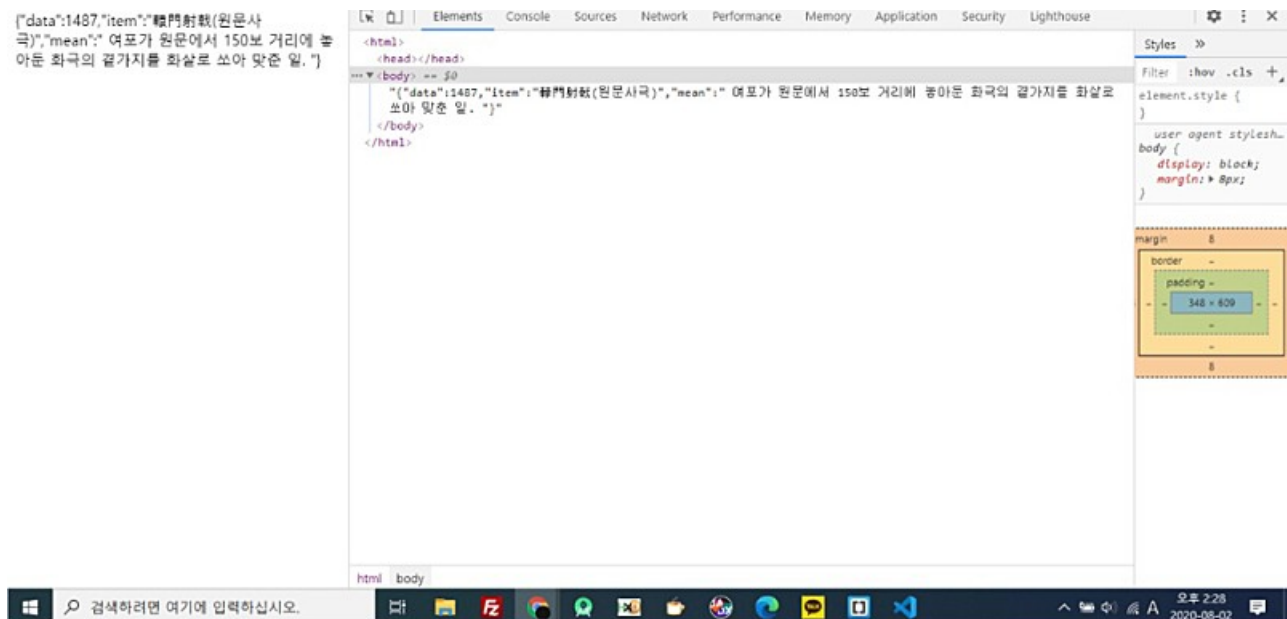 {"data":1487,"item":"轅門射戟(원문사
극)","mean":" 여포가 원문에서 150보 거리에 놓
아둔 화극의 곁가지를 화살로 쏘아 맞춘 일. "}
Elements Console Sources Network Performance Memory Application Security Lighthouse
<html>
<head></head>
<body> == $0
"{"data":1487,"item":"轅門射戟(원문사극)","mean":" 여포가 원문에서 150보 거리에 놓아둔 화극의 곁가지를 화살로
쏘아 맞춘 일. "}"
</body>
</html>
html body
Styles
Filter :hov .cls +
element.style {
}
user agent stylesh…
body {
display: block;
margin: 8px;
}
margin 8
border -
padding -
- - 348 × 609 - -
-
-
8
검색하려면 여기에 입력하십시오.
A 오후 2:28
2020-08-02